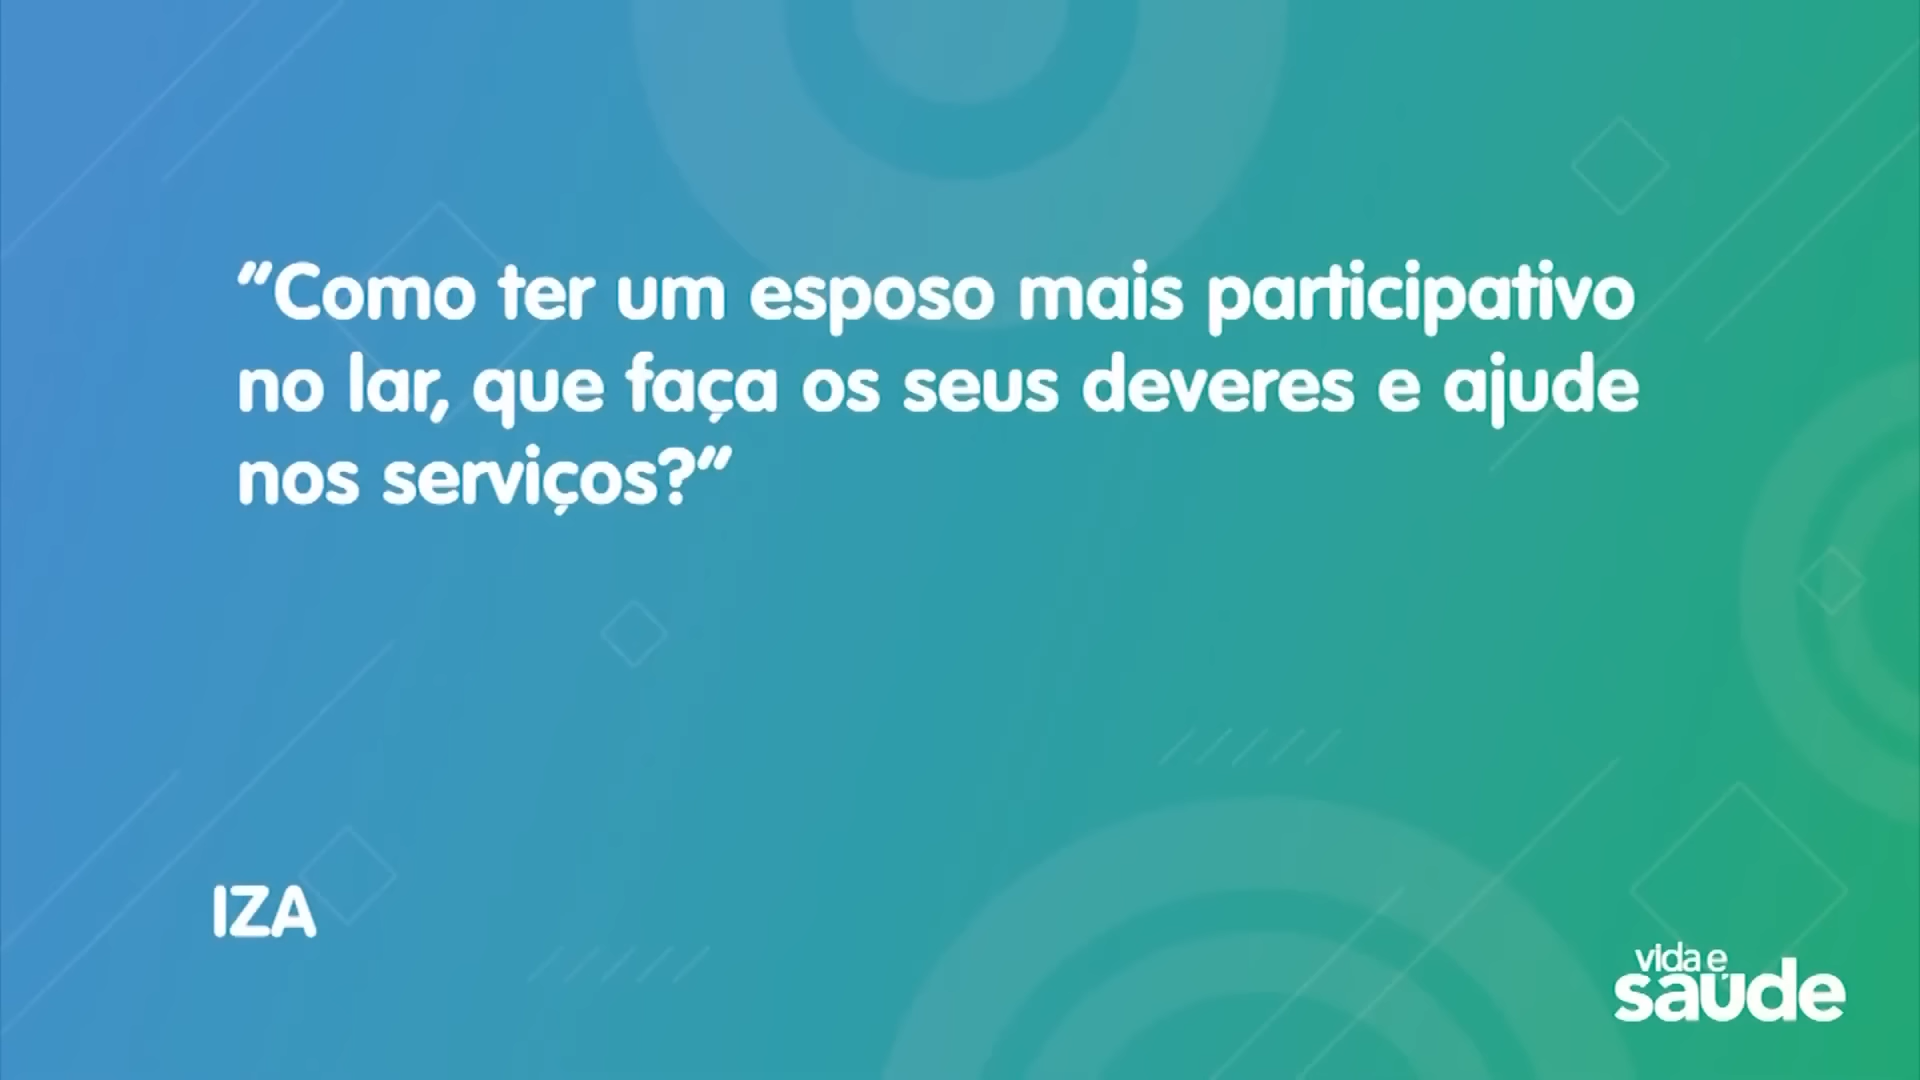 “Como ter um esposo mais participativo
no lar, que faça os seus deveres e ajude
nos serviços?”
IZA
vida e
saúde